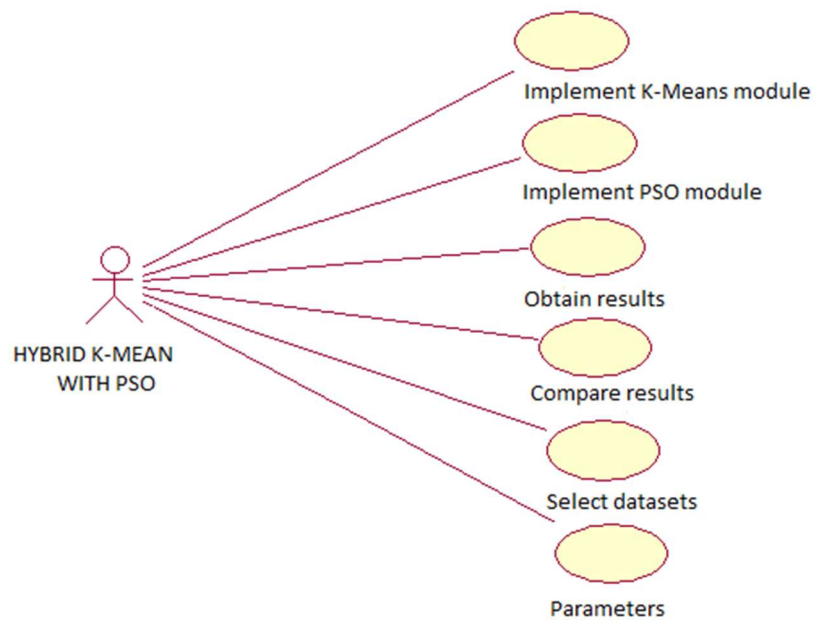 Implement K-Means module
Implement PSO module
Obtain results
HYBRID K-MEAN
WITH PSO
Compare results
Select datasets
Parameters